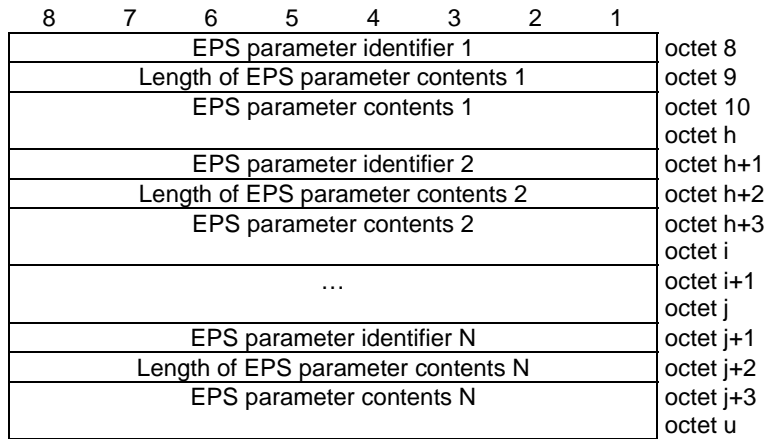 8 7 6 5 4 3 2 1
EPS parameter identifier 1 octet 8
Length of EPS parameter contents 1 octet 9
EPS parameter contents 1 octet 10
octet h
EPS parameter identifier 2 octet h+1
Length of EPS parameter contents 2 octet h+2
EPS parameter contents 2 octet h+3
octet i
… octet i+1
octet j
EPS parameter identifier N octet j+1
Length of EPS parameter contents N octet j+2
EPS parameter contents N octet j+3
octet u